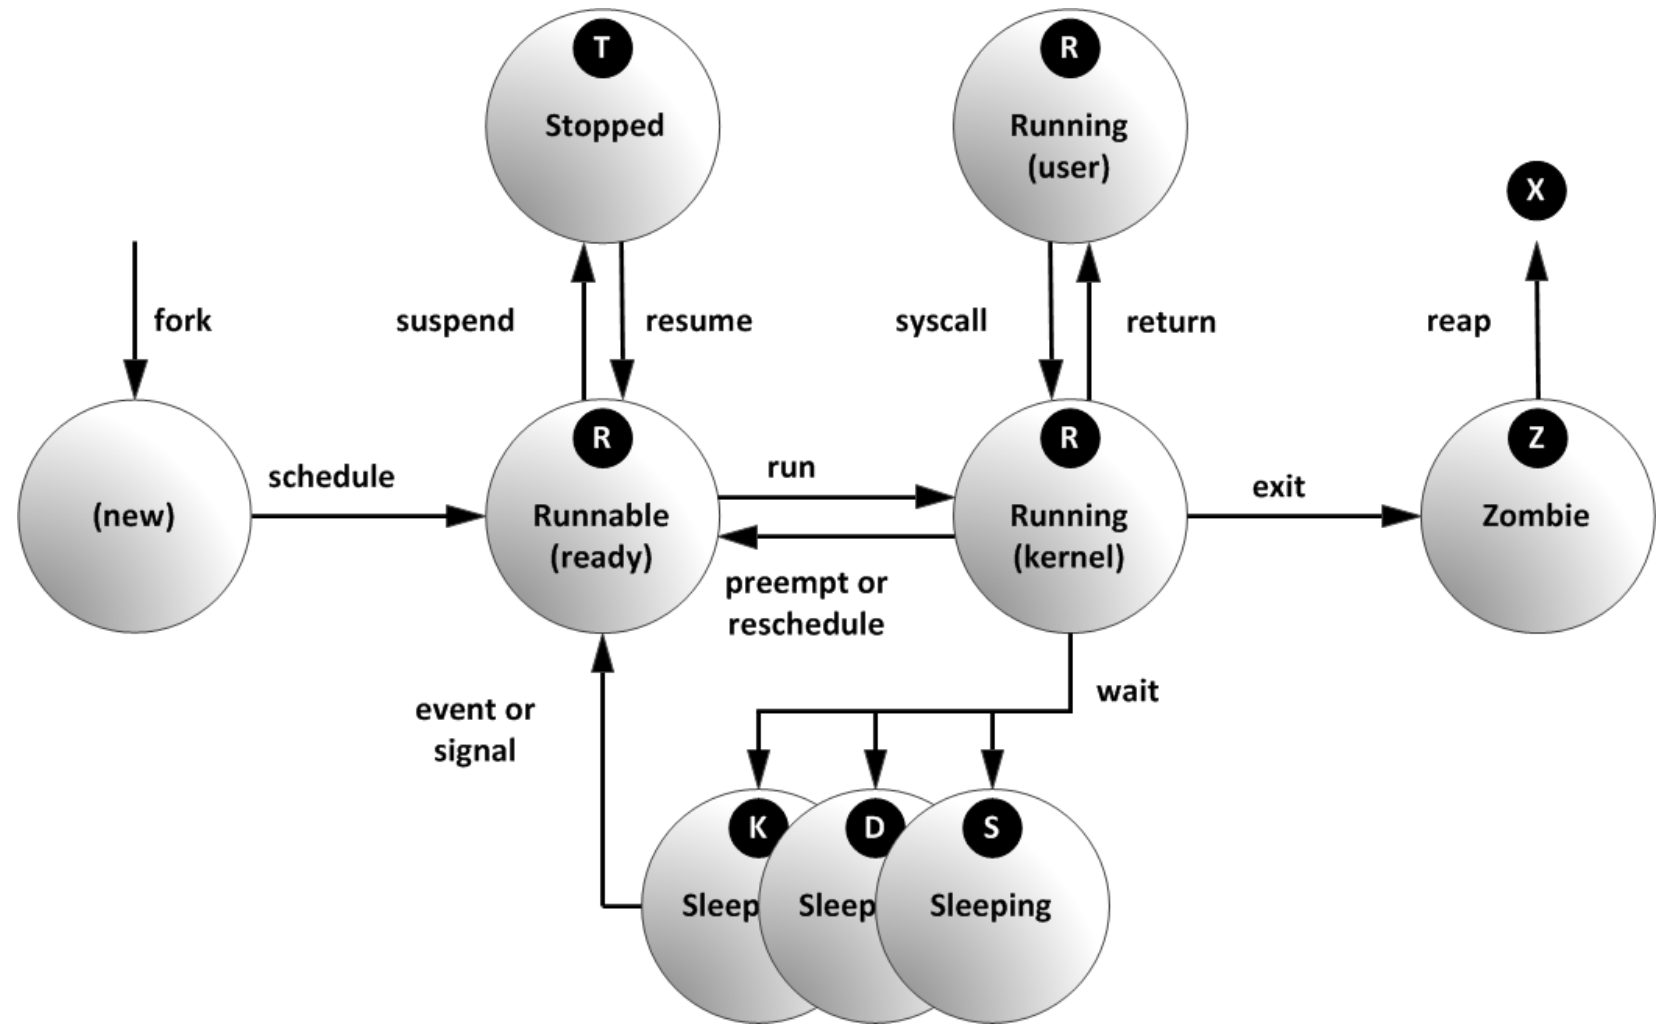 T
Stopped
R
Running
(user)
X
fork
suspend
resume
syscall
return
reap
(new)
schedule
R
Runnable
(ready)
run
preempt or
reschedule
R
Running
(kernel)
exit
Z
Zombie
event or
signal
wait
K
Sleep
D
Sleep
S
Sleeping